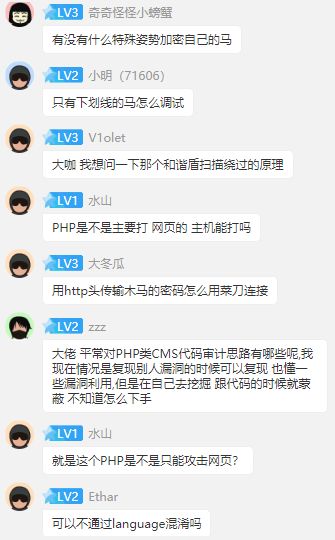 LV3 奇奇怪怪小螃蟹
有没有什么特殊姿势加密自己的马
LV2 小明（71606）
只有下划线的马怎么调试
LV3 V1olet
大咖 我想问一下那个和谐盾扫描绕过的原理
LV1 水山
PHP是不是主要打 网页的 主机能打吗
LV3 大冬瓜
用http头传输木马的密码怎么用菜刀连接
LV2 zzz
大佬 平常对PHP类CMS代码审计思路有哪些呢,我
现在情况是复现别人漏洞的时候可以复现 也懂一
些漏洞利用,但是在自己去挖掘 跟代码的时候就蒙
蔽 不知道怎么下手
LV1 水山
就是这个PHP是不是只能攻击网页？
LV2 Ethar
可以不通过language混淆吗